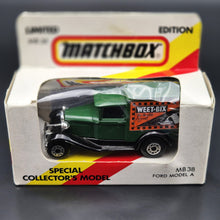 LIMITED
EDITION
MATCHBOX
WEET-BIX
SPECIAL
COLLECTOR'S MODEL
MB 38
FORD MODEL A